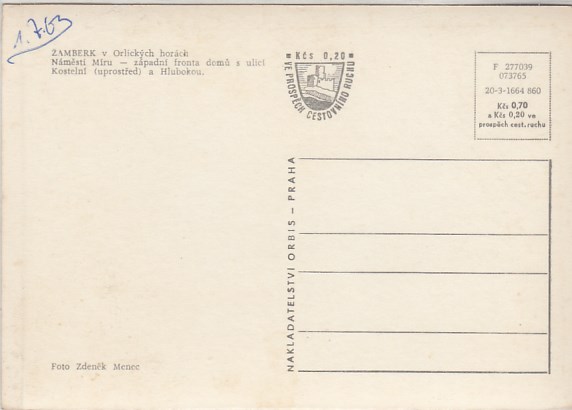 1.7.63
ŽAMBERK v Orlických horách
Náměstí Míru — západní fronta domů s ulicí
Kostelní (uprostřed) a Hlubokou.
Kčs 0,20
VE PROSPĚCH CESTOVNÍHO RUCHU
F 277039
073765
20-3-1664 860
Kčs 0,70
a Kčs 0,20 ve
prospěch cest. ruchu
NAKLADATELSTVÍ ORBIS – PRAHA
Foto Zdeněk Menec